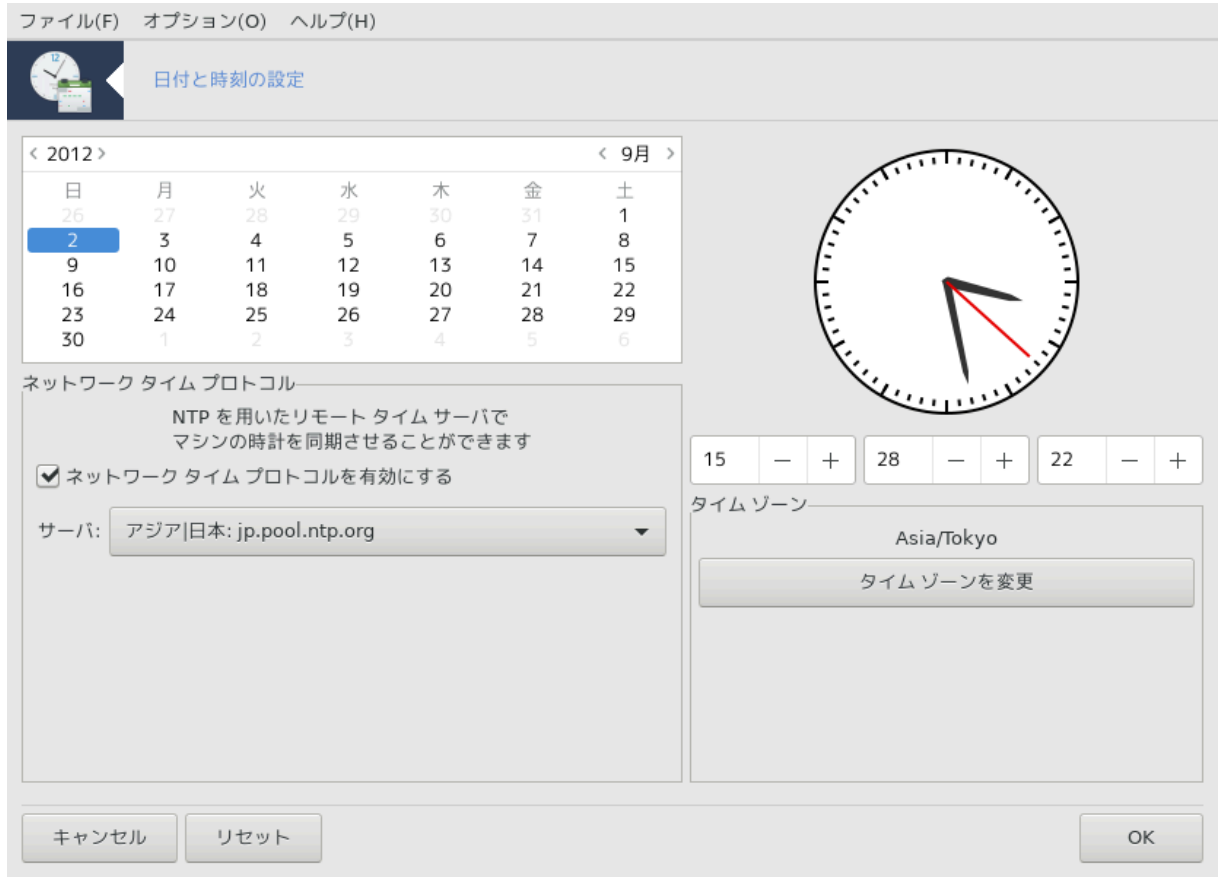 ファイル(F) オプション(O) ヘルプ(H)
12
日付と時刻の設定
< 2012 > < 9月 >
日 月 火 水 木 金 土
26 27 28 29 30 31 1
2 3 4 5 6 7 8
9 10 11 12 13 14 15
16 17 18 19 20 21 22
23 24 25 26 27 28 29
30 1 2 3 4 5 6
ネットワーク タイム プロトコル
NTP を用いたリモート タイム サーバで
マシンの時計を同期させることができます
ネットワーク タイム プロトコルを有効にする
サーバ: アジア|日本: jp.pool.ntp.org
15 − + 28 − + 22 − +
タイム ゾーン
Asia/Tokyo
タイム ゾーンを変更
キャンセル リセット OK